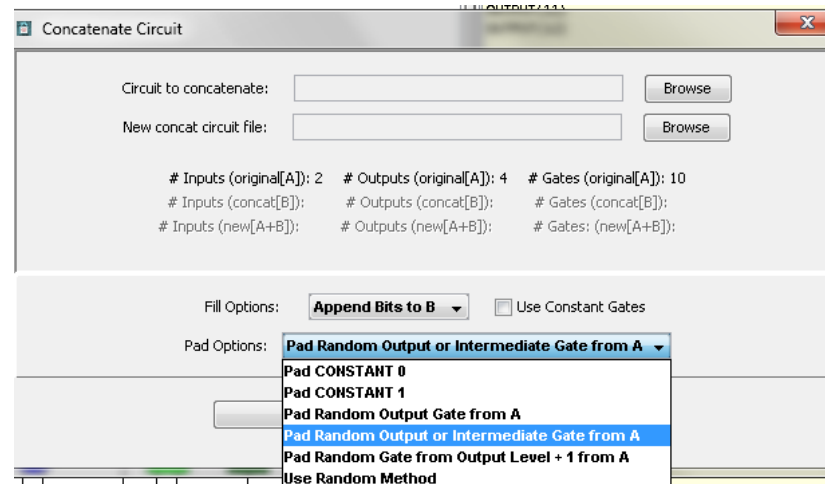 OUTPUT(11)
Concatenate Circuit
Circuit to concatenate: Browse
New concat circuit file: Browse
# Inputs (original[A]): 2 # Outputs (original[A]): 4 # Gates (original[A]): 10
# Inputs (concat[B]): # Outputs (concat[B]): # Gates (concat[B]):
# Inputs (new[A+B]): # Outputs (new[A+B]): # Gates: (new[A+B]):
Fill Options: Append Bits to B Use Constant Gates
Pad Options: Pad Random Output or Intermediate Gate from A
Pad CONSTANT 0
Pad CONSTANT 1
Pad Random Output Gate from A
Pad Random Output or Intermediate Gate from A
Pad Random Gate from Output Level + 1 from A
Use Random Method